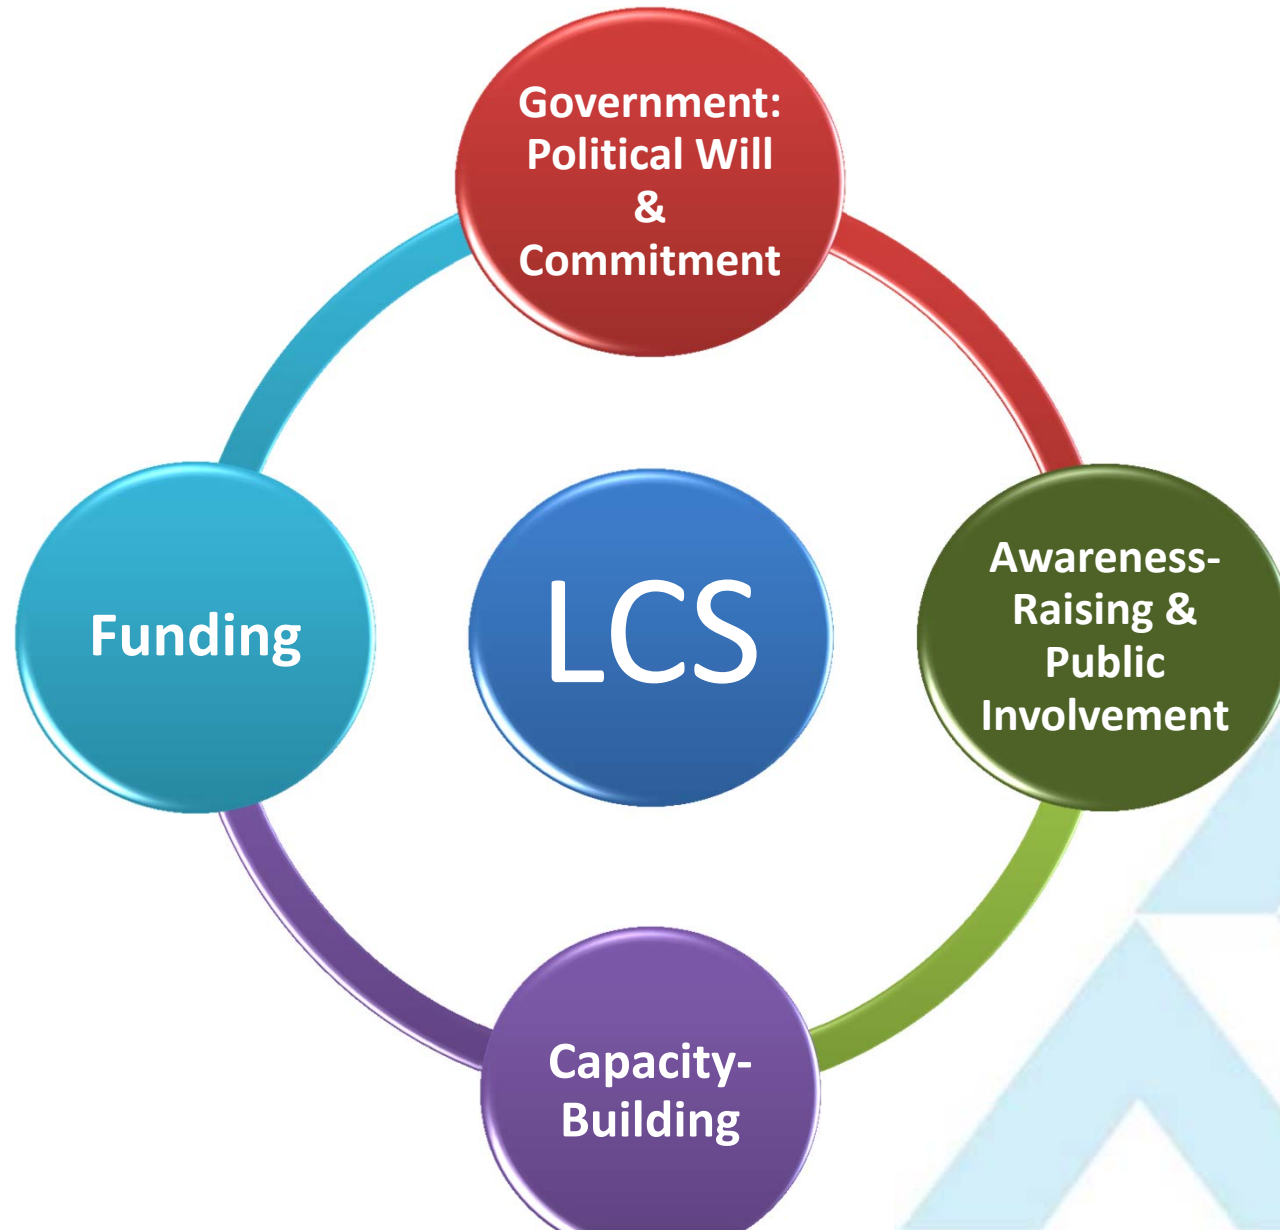 Government:
Political Will
&
Commitment
Funding
LCS
Awareness-
Raising &
Public
Involvement
Capacity-
Building